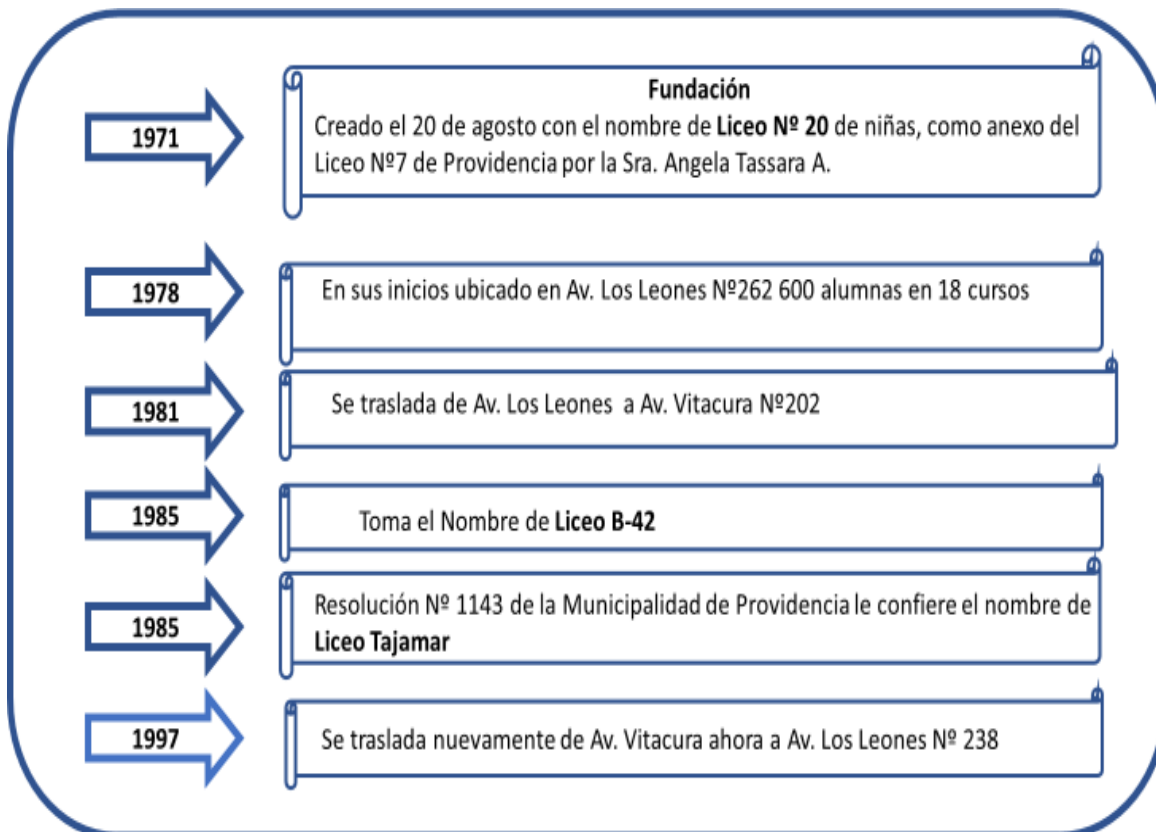 1971
Fundación
Creado el 20 de agosto con el nombre de Liceo Nº 20 de niñas, como anexo del
Liceo Nº7 de Providencia por la Sra. Angela Tassara A.
1978
En sus inicios ubicado en Av. Los Leones Nº262 600 alumnas en 18 cursos
1981
Se traslada de Av. Los Leones a Av. Vitacura Nº202
1985
Toma el Nombre de Liceo B-42
1985
Resolución Nº 1143 de la Municipalidad de Providencia le confiere el nombre de
Liceo Tajamar
1997
Se traslada nuevamente de Av. Vitacura ahora a Av. Los Leones Nº 238